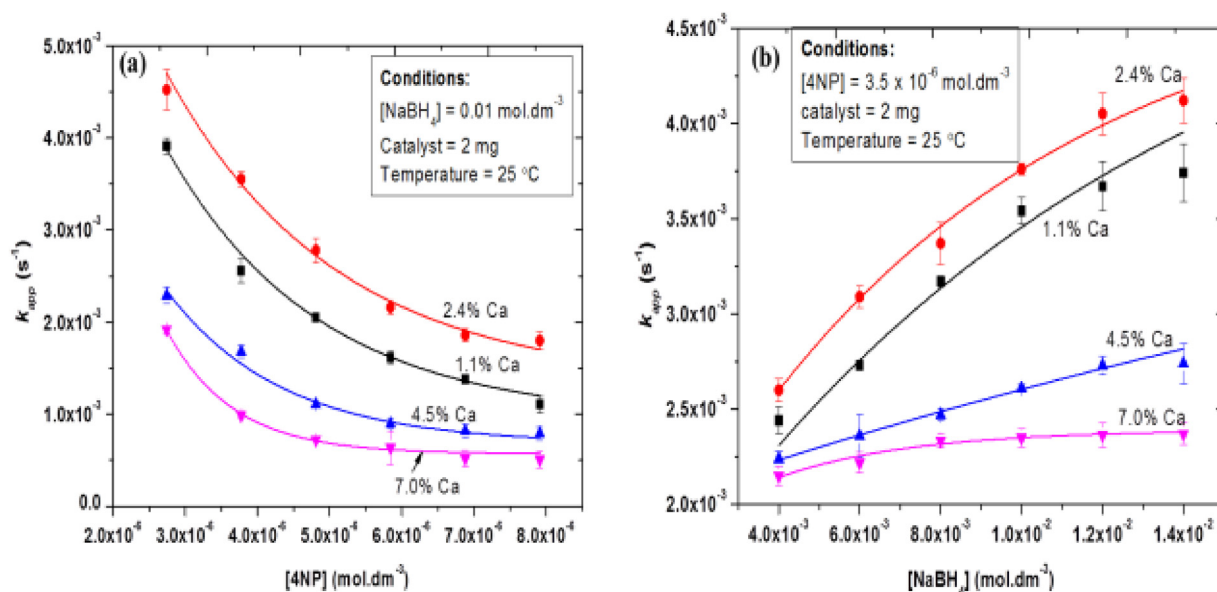 (a)
Conditions:
[NaBH₄] = 0.01 mol.dm⁻³
Catalyst = 2 mg
Temperature = 25 °C
5.0x10⁻³
4.0x10⁻³
3.0x10⁻³
2.0x10⁻³
1.0x10⁻³
0.0
k_app (s⁻¹)
2.4% Ca
1.1% Ca
4.5% Ca
7.0% Ca
2.0x10⁻⁶ 3.0x10⁻⁶ 4.0x10⁻⁶ 5.0x10⁻⁶ 6.0x10⁻⁶ 7.0x10⁻⁶ 8.0x10⁻⁶
[4NP] (mol.dm⁻³)
(b)
Conditions:
[4NP] = 3.5 x 10⁻⁶ mol.dm⁻³
catalyst = 2 mg
Temperature = 25 °C
4.5x10⁻³
4.0x10⁻³
3.5x10⁻³
3.0x10⁻³
2.5x10⁻³
2.0x10⁻³
k_app (s⁻¹)
2.4% Ca
1.1% Ca
4.5% Ca
7.0% Ca
4.0x10⁻³ 6.0x10⁻³ 8.0x10⁻³ 1.0x10⁻² 1.2x10⁻² 1.4x10⁻²
[NaBH₄] (mol.dm⁻³)